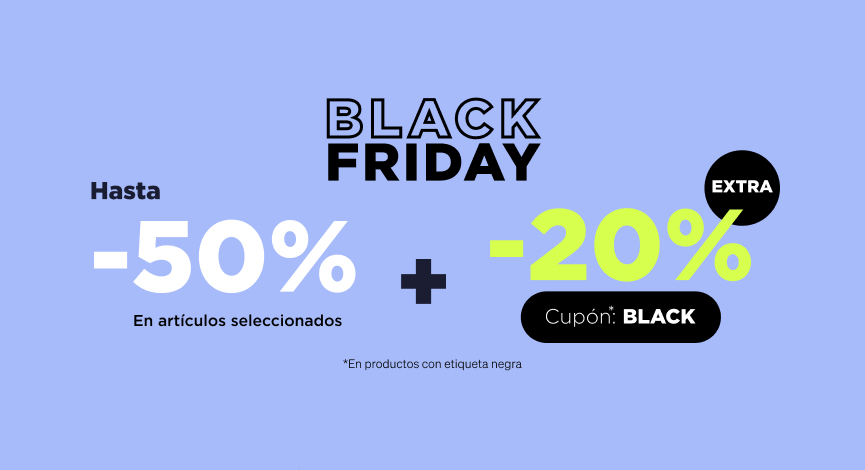 BLACK
FRIDAY
Hasta
-50%
En artículos seleccionados
+
EXTRA
-20%
Cupón*: BLACK
*En productos con etiqueta negra